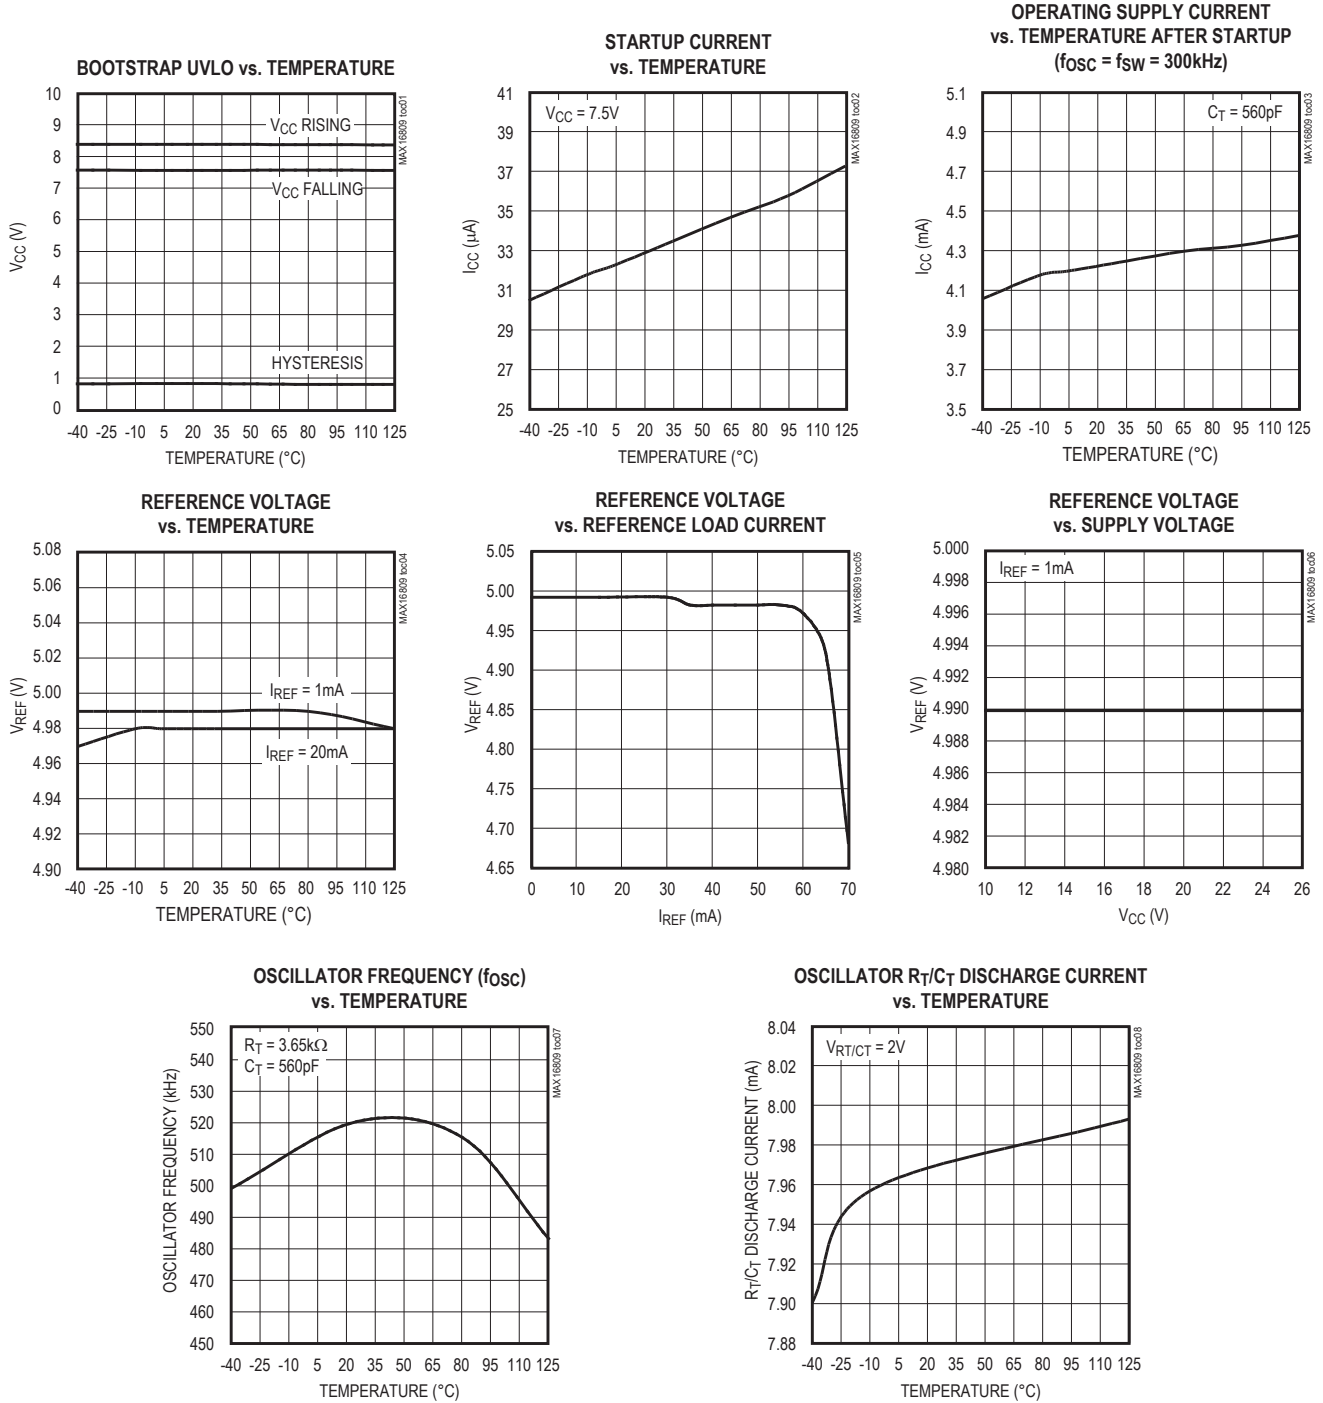 BOOTSTRAP UVLO vs. TEMPERATURE
MAX16809 toc01
10
9
8
7
6
5
4
3
2
1
0
VCC (V)
VCC RISING
VCC FALLING
HYSTERESIS
-40 -25 -10 5 20 35 50 65 80 95 110 125
TEMPERATURE (°C)
STARTUP CURRENT
vs. TEMPERATURE
MAX16809 toc02
41
39
37
35
33
31
29
27
25
ICC (µA)
VCC = 7.5V
-40 -25 -10 5 20 35 50 65 80 95 110 125
TEMPERATURE (°C)
OPERATING SUPPLY CURRENT
vs. TEMPERATURE AFTER STARTUP
(fOSC = fSW = 300kHz)
MAX16809 toc03
5.1
4.9
4.7
4.5
4.3
4.1
3.9
3.7
3.5
ICC (mA)
CT = 560pF
-40 -25 -10 5 20 35 50 65 80 95 110 125
TEMPERATURE (°C)
REFERENCE VOLTAGE
vs. TEMPERATURE
MAX16809 toc04
5.08
5.06
5.04
5.02
5.00
4.98
4.96
4.94
4.92
4.90
VREF (V)
IREF = 1mA
IREF = 20mA
-40 -25 -10 5 20 35 50 65 80 95 110 125
TEMPERATURE (°C)
REFERENCE VOLTAGE
vs. REFERENCE LOAD CURRENT
MAX16809 toc05
5.05
5.00
4.95
4.90
4.85
4.80
4.75
4.70
4.65
VREF (V)
0 10 20 30 40 50 60 70
IREF (mA)
REFERENCE VOLTAGE
vs. SUPPLY VOLTAGE
MAX16809 toc06
5.000
4.998
4.996
4.994
4.992
4.990
4.988
4.986
4.984
4.982
4.980
VREF (V)
IREF = 1mA
10 12 14 16 18 20 22 24 26
VCC (V)
OSCILLATOR FREQUENCY (fOSC)
vs. TEMPERATURE
MAX16809 toc07
550
540
530
520
510
500
490
480
470
460
450
OSCILLATOR FREQUENCY (kHz)
RT = 3.65kΩ
CT = 560pF
-40 -25 -10 5 20 35 50 65 80 95 110 125
TEMPERATURE (°C)
OSCILLATOR RT/CT DISCHARGE CURRENT
vs. TEMPERATURE
MAX16809 toc08
8.04
8.02
8.00
7.98
7.96
7.94
7.92
7.90
7.88
RT/CT DISCHARGE CURRENT (mA)
VRT/CT = 2V
-40 -25 -10 5 20 35 50 65 80 95 110 125
TEMPERATURE (°C)